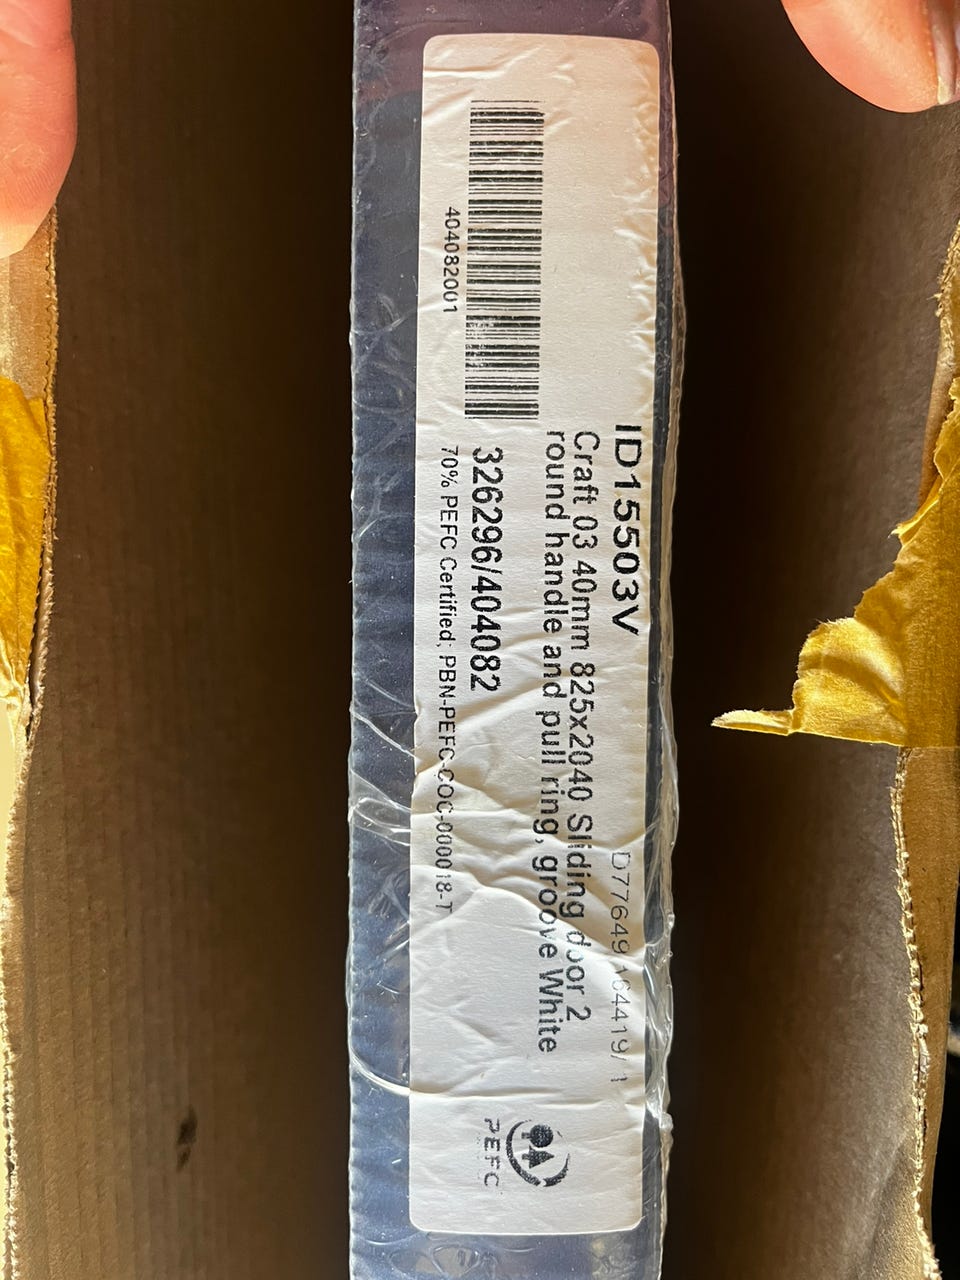 ID15503V
D77649 A64419/ 1
Craft 03 40mm 825x2040 Sliding door 2
round handle and pull ring, groove White
326296/404082
404082001
70% PEFC Certified; PBN-PEFC-COC-000018-T
PEFC